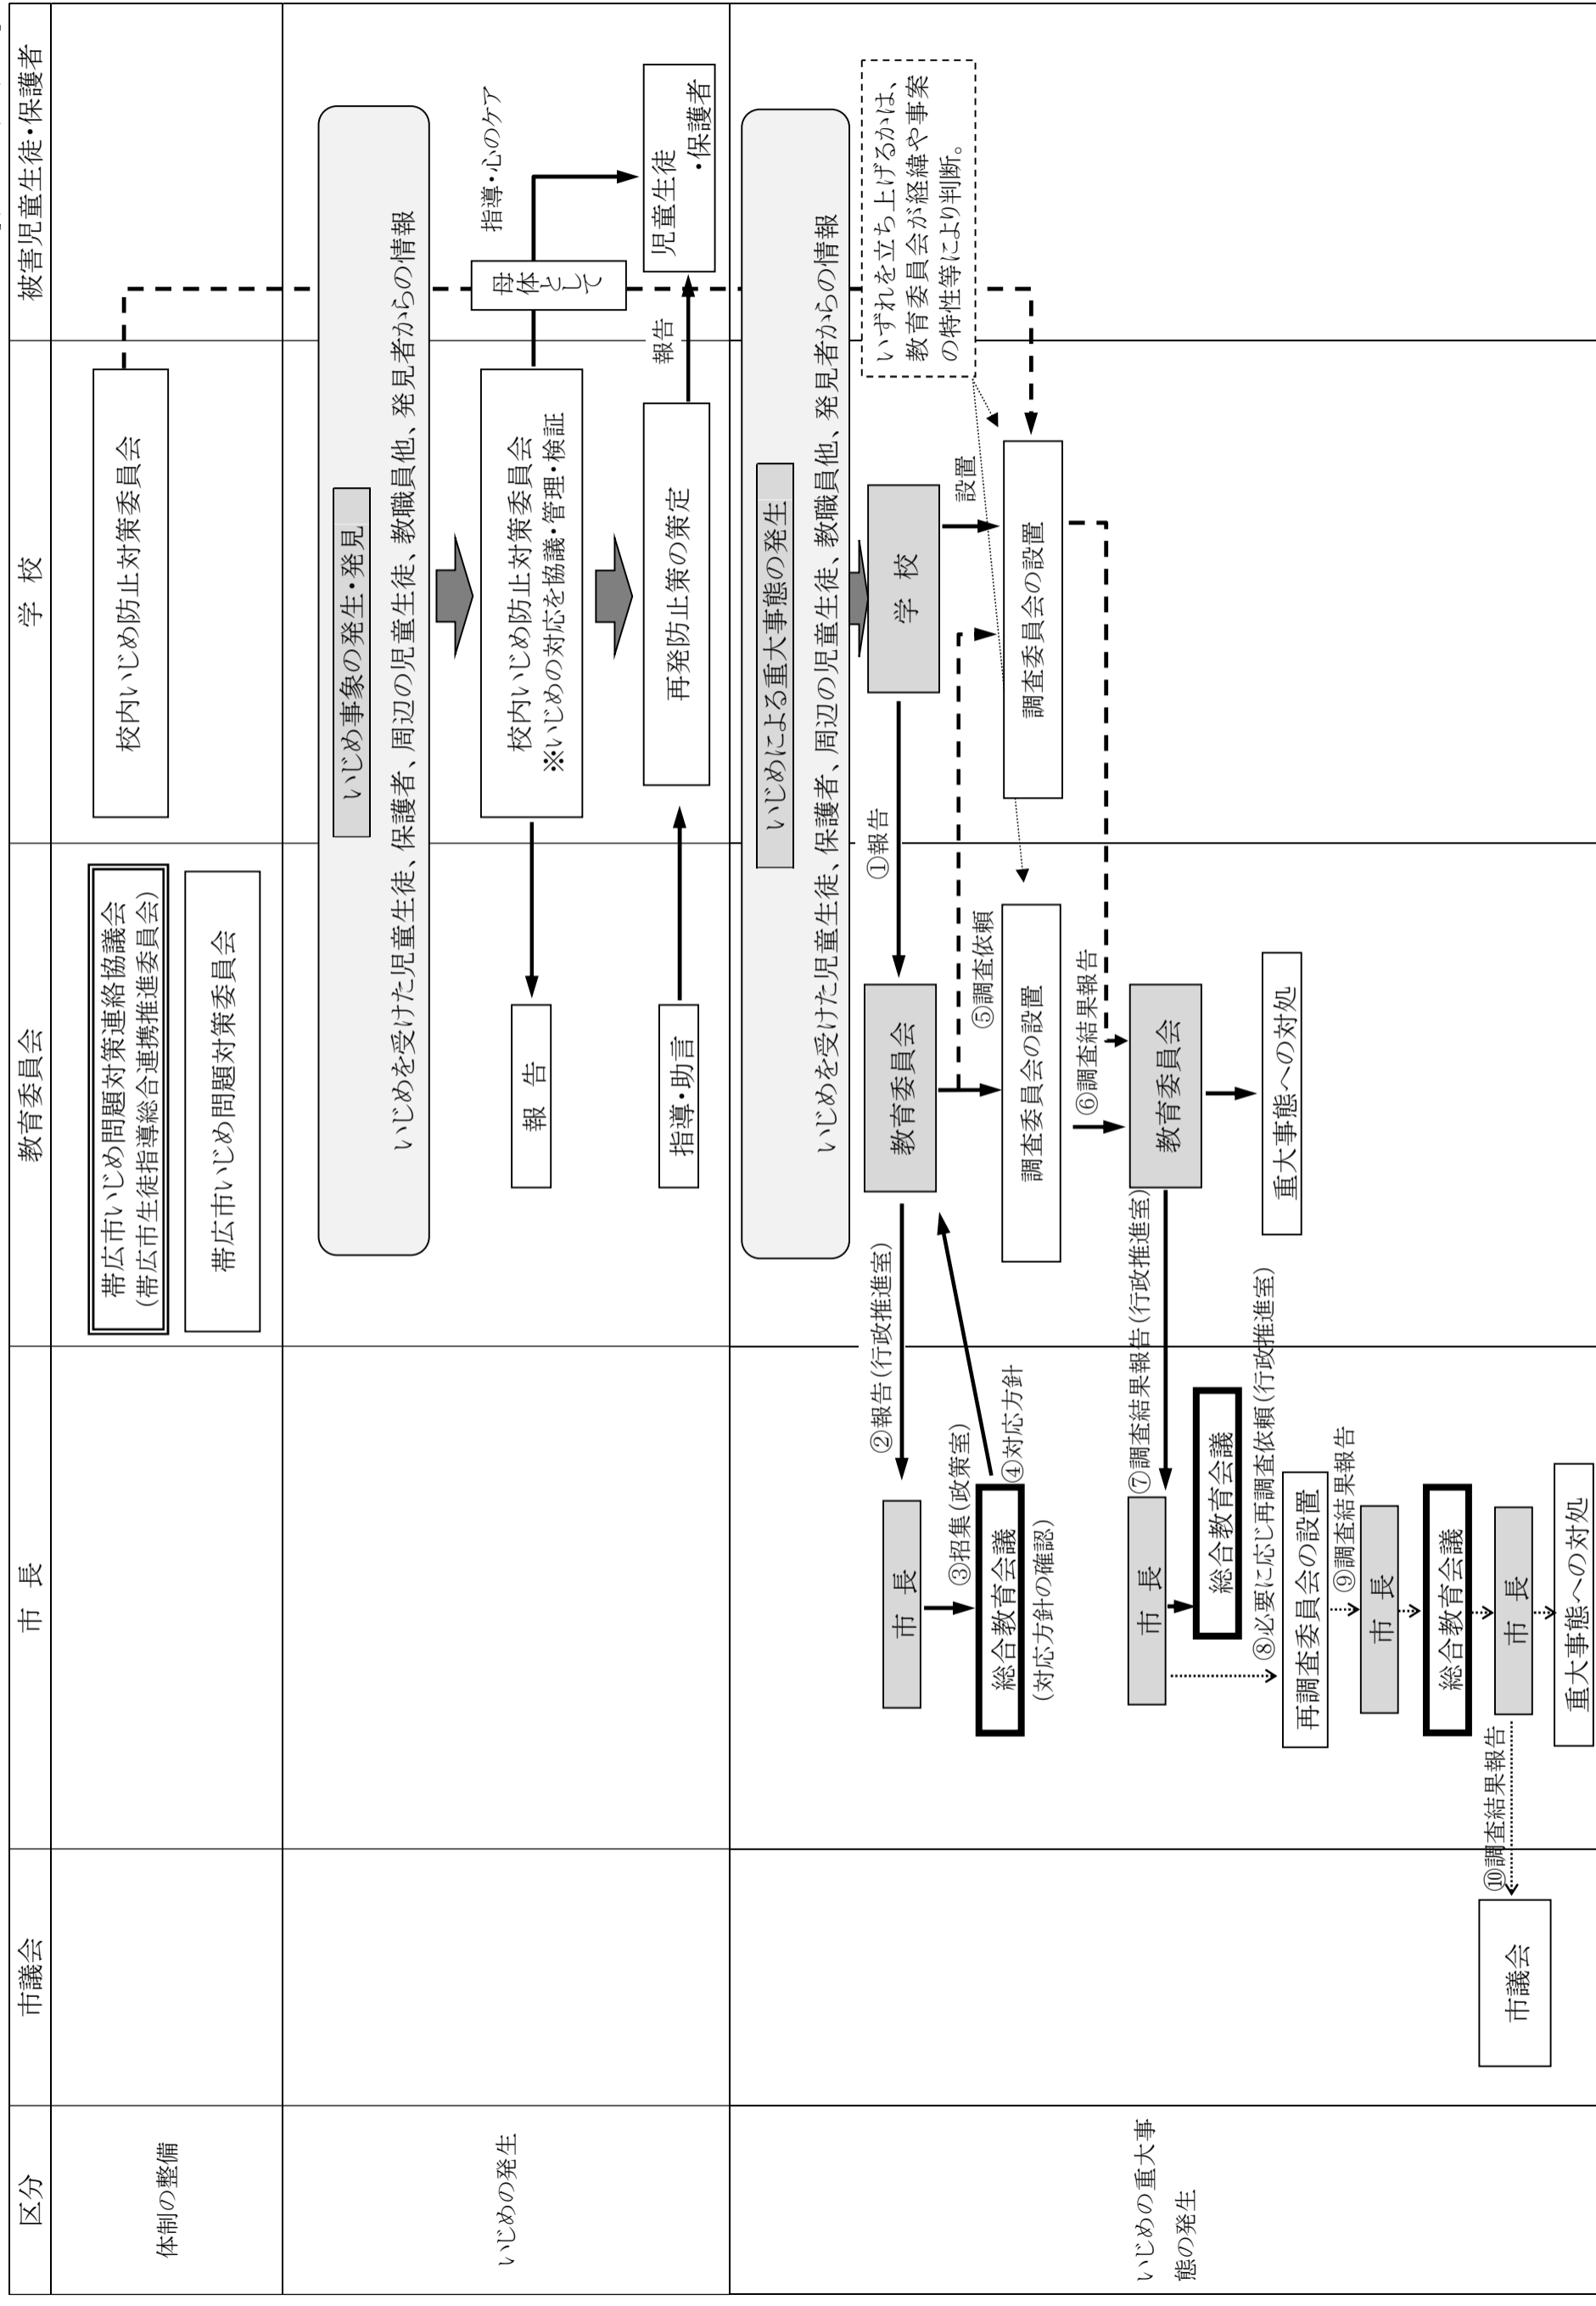 区分
市議会
市　長
教育委員会
学　校
被害児童生徒・保護者
体制の整備
帯広市いじめ問題対策連絡協議会
(帯広市生徒指導総合連携推進委員会)
帯広市いじめ問題対策委員会
校内いじめ防止対策委員会
いじめの発生
いじめ事象の発生・発見
いじめを受けた児童生徒、保護者、周辺の児童生徒、教職員他、発見者からの情報
校内いじめ防止対策委員会
※いじめの対応を協議・管理・検証
母体として
指導・心のケア
報　告
再発防止策の策定
指導・助言
報告
児童生徒
・保護者
いじめの重大事
態の発生
いじめによる重大事態の発生
いじめを受けた児童生徒、保護者、周辺の児童生徒、教職員他、発見者からの情報
学　校
①報告
教育委員会
②報告(行政推進室)
市　長
③招集(政策室)
総合教育会議
(対応方針の確認)
④対応方針
⑤調査依頼
設置
いずれを立ち上げるかは、
教育委員会が経緯や事案
の特性等により判断。
調査委員会の設置
調査委員会の設置
⑥調査結果報告
教育委員会
重大事態への対処
⑦調査結果報告(行政推進室)
市　長
総合教育会議
⑧必要に応じ再調査依頼(行政推進室)
再調査委員会の設置
⑨調査結果報告
市　長
総合教育会議
市　長
⑩調査結果報告
市議会
重大事態への対処